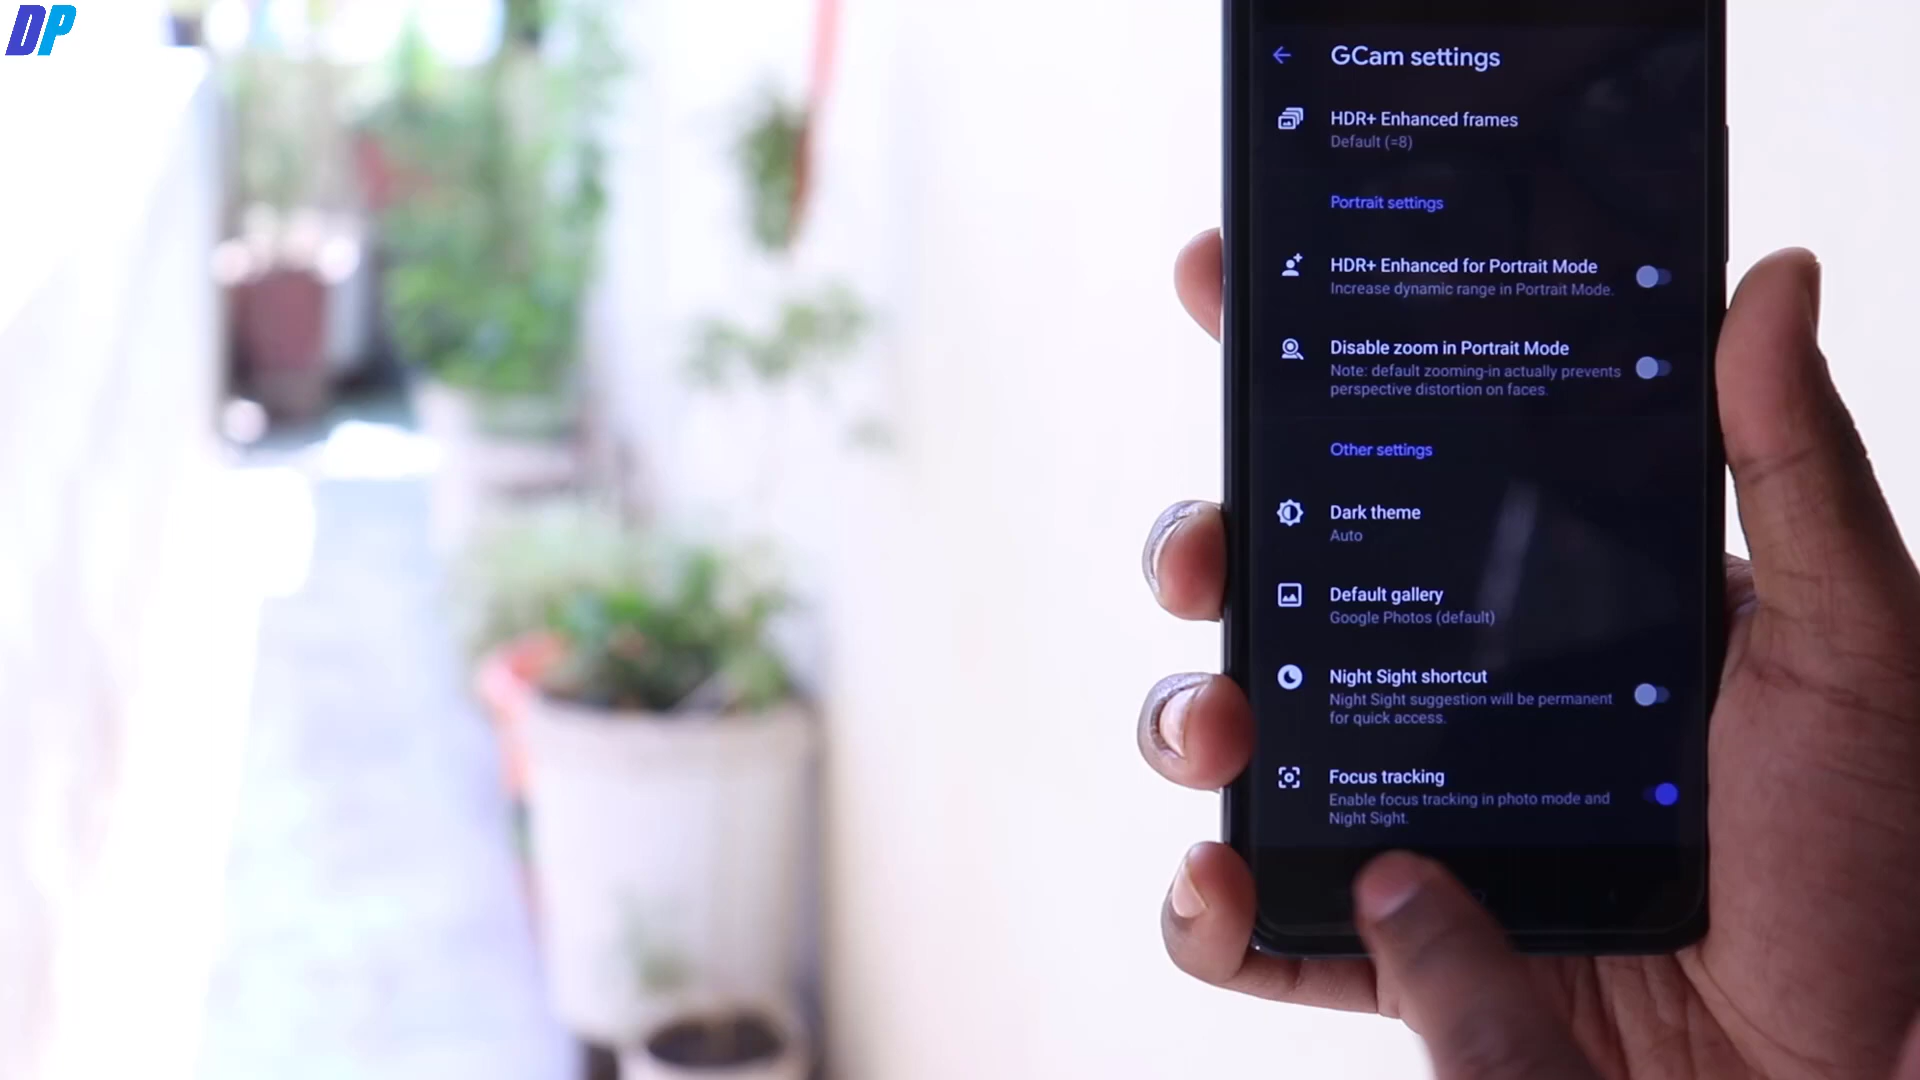 DP
GCam settings
HDR+ Enhanced frames
Default (=8)
Portrait settings
HDR+ Enhanced for Portrait Mode
Increase dynamic range in Portrait Mode.
Disable zoom in Portrait Mode
Note: default zooming-in actually prevents
perspective distortion on faces.
Other settings
Dark theme
Auto
Default gallery
Google Photos (default)
Night Sight shortcut
Night Sight suggestion will be permanent
for quick access.
Focus tracking
Enable focus tracking in photo mode and
Night Sight.